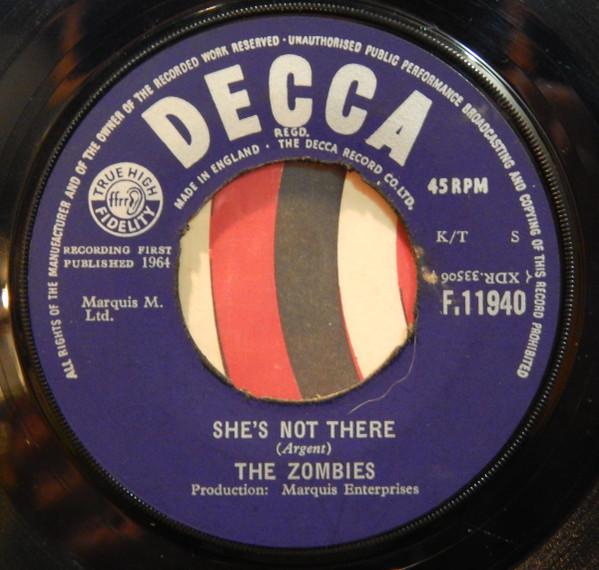 ALL RIGHTS OF THE MANUFACTURER AND OF THE OWNER OF THE RECORDED WORK RESERVED · UNAUTHORISED PUBLIC PERFORMANCE BROADCASTING AND COPYING OF THIS RECORD PROHIBITED
DECCA
REGD.
MADE IN ENGLAND · THE DECCA RECORD CO. LTD.
TRUE HIGH
ffrr
FIDELITY
45 RPM
K/T S
RECORDING FIRST
PUBLISHED 1964
XDR.33506
F.11940
Marquis M.
Ltd.
SHE'S NOT THERE
(Argent)
THE ZOMBIES
Production: Marquis Enterprises